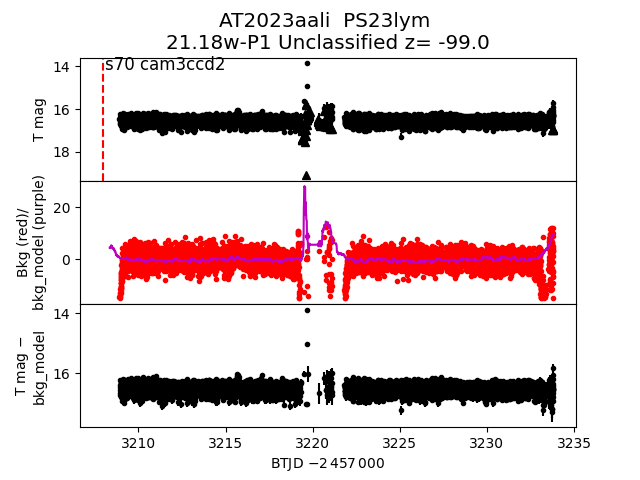 AT2023aali  PS23lym
21.18w-P1 Unclassified z= -99.0
s70 cam3ccd2
14
16
18
T mag
20
0
Bkg (red)/
bkg_model (purple)
14
16
T mag −
bkg_model
3210
3215
3220
3225
3230
3235
BTJD −2 457 000